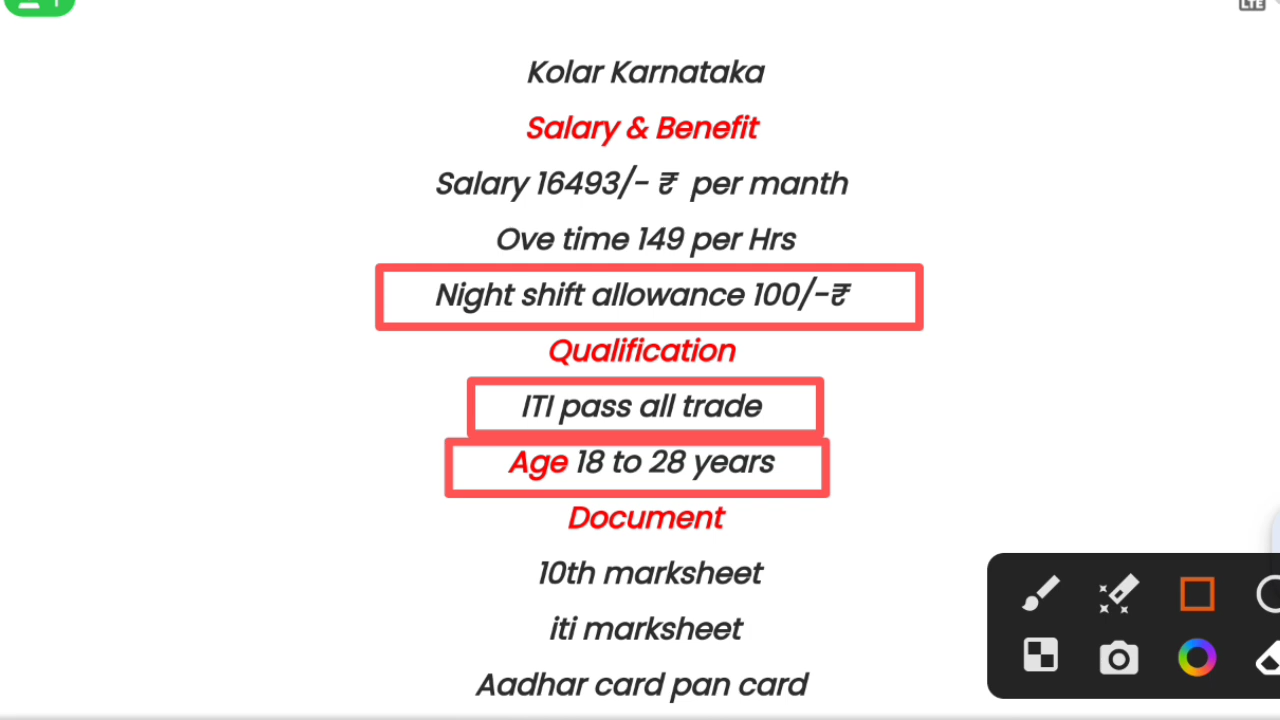 LTE
Kolar Karnataka
Salary & Benefit
Salary 16493/- ₹ per manth
Ove time 149 per Hrs
Night shift allowance 100/-₹
Qualification
ITI pass all trade
Age 18 to 28 years
Document
10th marksheet
iti marksheet
Aadhar card pan card